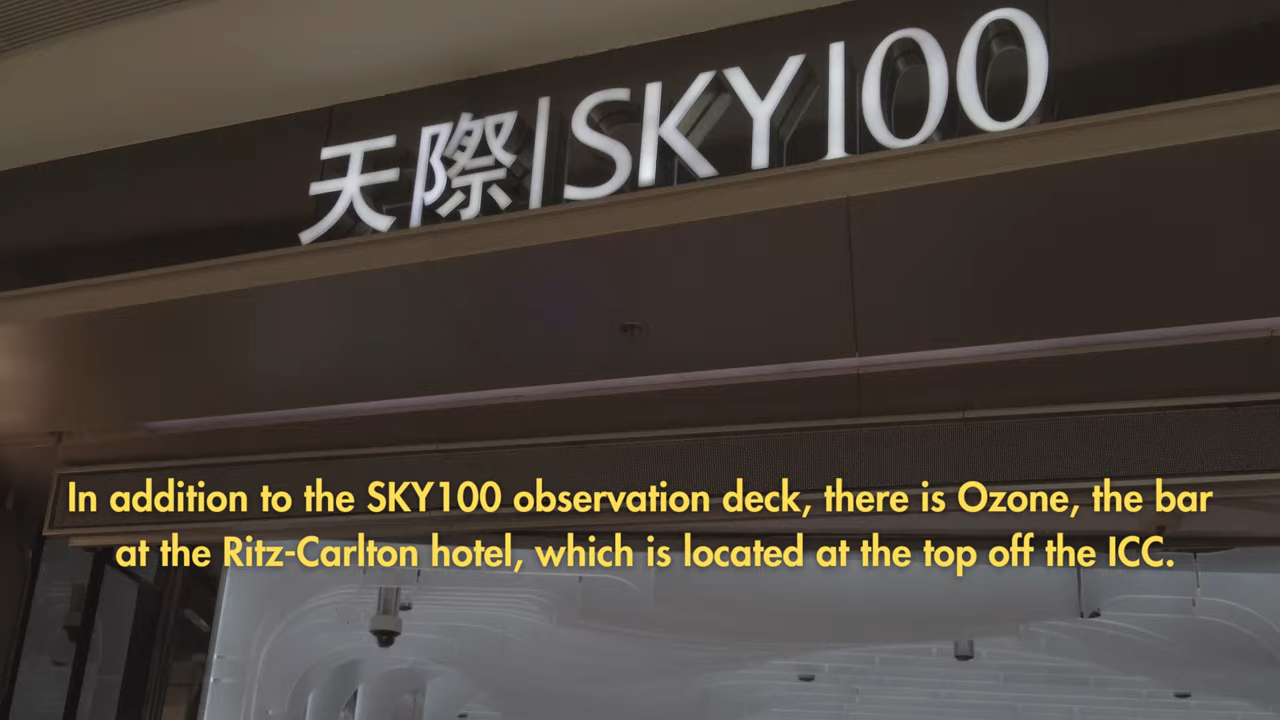 天際|SKY100
In addition to the SKY100 observation deck, there is Ozone, the bar
at the Ritz-Carlton hotel, which is located at the top off the ICC.